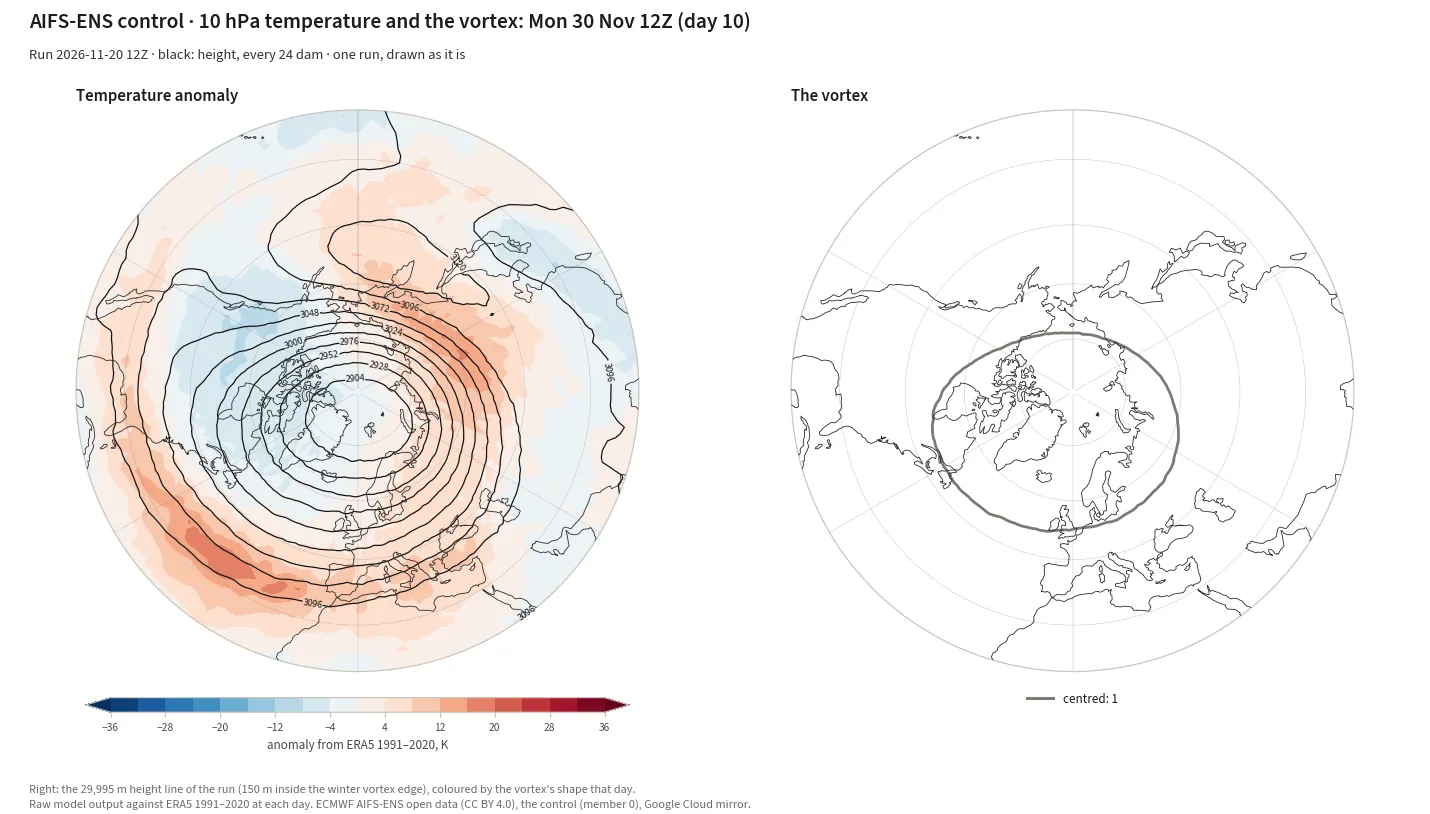 AIFS-ENS control · 10 hPa temperature and the vortex: Mon 30 Nov 12Z (day 10)
Run 2026-11-20 12Z · black: height, every 24 dam · one run, drawn as it is
Temperature anomaly
The vortex
3072
3096
3048
3024
3000
2976
2952
2928
2904
3096
3096
3096
−36
−28
−20
−12
−4
4
12
20
28
36
anomaly from ERA5 1991–2020, K
centred: 1
Right: the 29,995 m height line of the run (150 m inside the winter vortex edge), coloured by the vortex's shape that day.
Raw model output against ERA5 1991–2020 at each day. ECMWF AIFS-ENS open data (CC BY 4.0), the control (member 0), Google Cloud mirror.